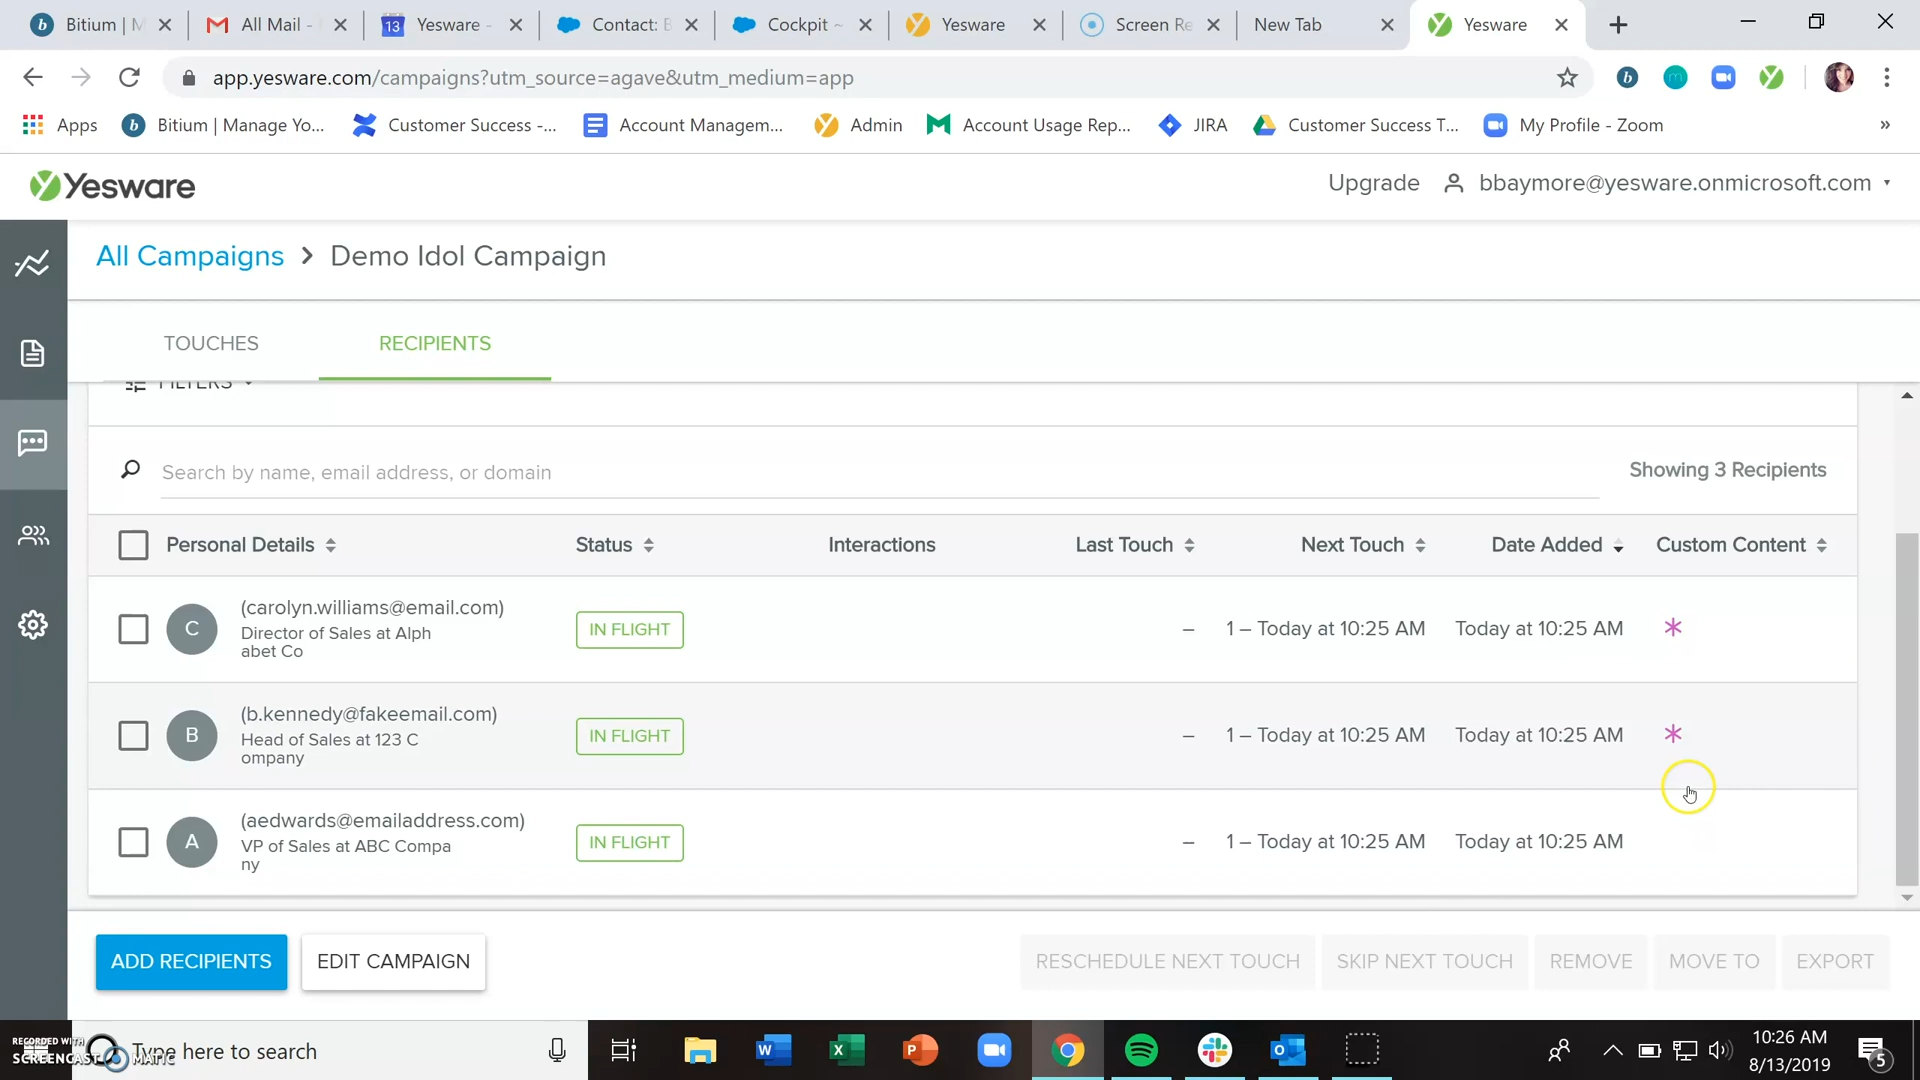 Bitium | M
All Mail -
13
Yesware -
Contact: B
Cockpit ~
Yesware
Screen Re
New Tab
Yesware
app.yesware.com/campaigns?utm_source=agave&utm_medium=app
Apps
Bitium | Manage Yo...
Customer Success -...
Account Managem...
Admin
Account Usage Rep...
JIRA
Customer Success T...
My Profile - Zoom
»
Yesware
Upgrade
bbaymore@yesware.onmicrosoft.com
All Campaigns > Demo Idol Campaign
TOUCHES
RECIPIENTS
FILTERS
Search by name, email address, or domain
Showing 3 Recipients
Personal Details
Status
Interactions
Last Touch
Next Touch
Date Added
Custom Content
C
(carolyn.williams@email.com)
Director of Sales at Alph
abet Co
IN FLIGHT
–
1 – Today at 10:25 AM
Today at 10:25 AM
*
B
(b.kennedy@fakeemail.com)
Head of Sales at 123 C
ompany
IN FLIGHT
–
1 – Today at 10:25 AM
Today at 10:25 AM
*
A
(aedwards@emailaddress.com)
VP of Sales at ABC Compa
ny
IN FLIGHT
–
1 – Today at 10:25 AM
Today at 10:25 AM
ADD RECIPIENTS
EDIT CAMPAIGN
RESCHEDULE NEXT TOUCH
SKIP NEXT TOUCH
REMOVE
MOVE TO
EXPORT
RECORDED WITH
SCREENCAST MATIC
Type here to search
10:26 AM
8/13/2019
5